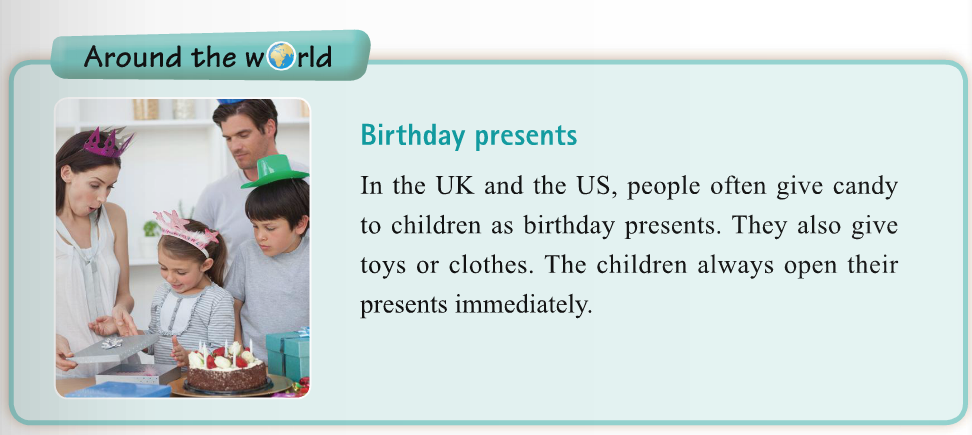 Around the world
Birthday presents
In the UK and the US, people often give candy
to children as birthday presents. They also give
toys or clothes. The children always open their
presents immediately.